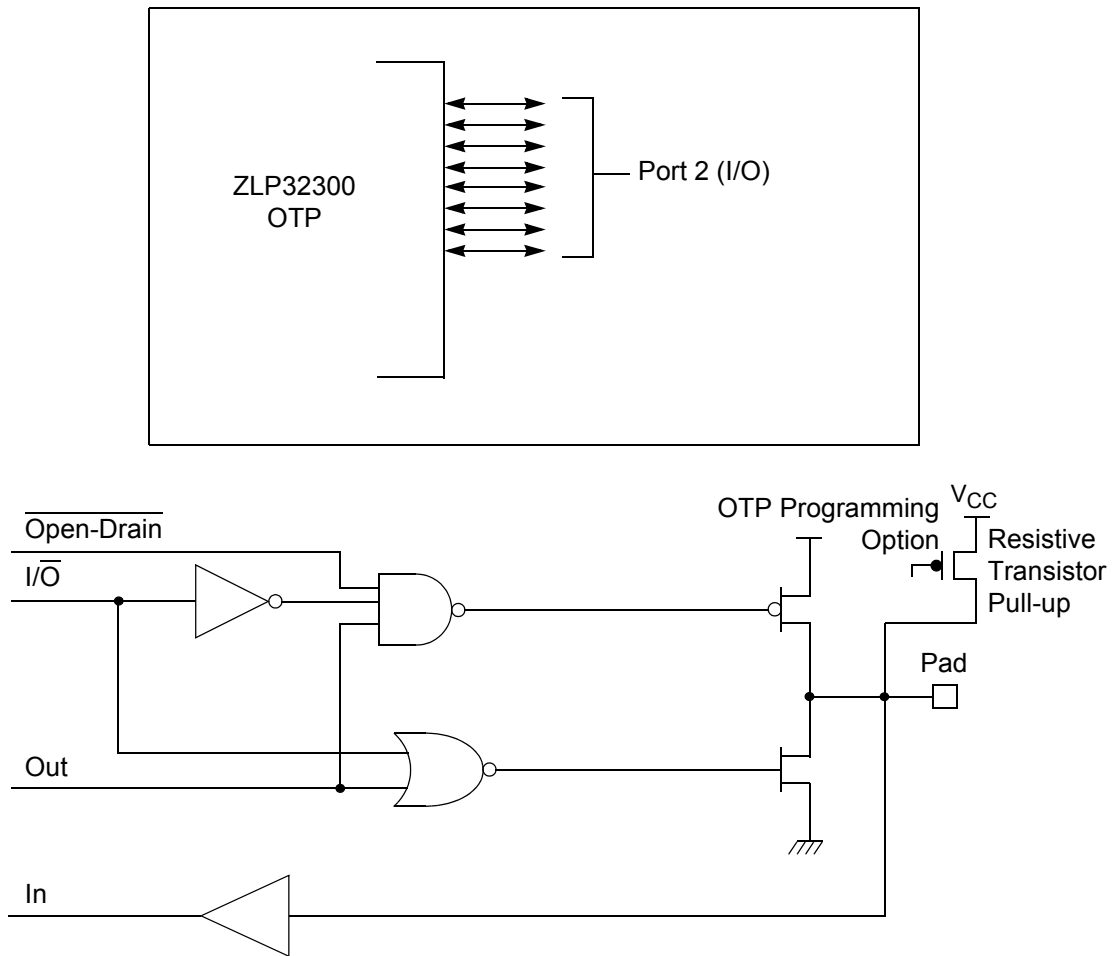 ZLP32300
OTP
Port 2 (I/O)
Open-Drain
I/O
OTP Programming
Option
VCC
Resistive
Transistor
Pull-up
Pad
Out
In